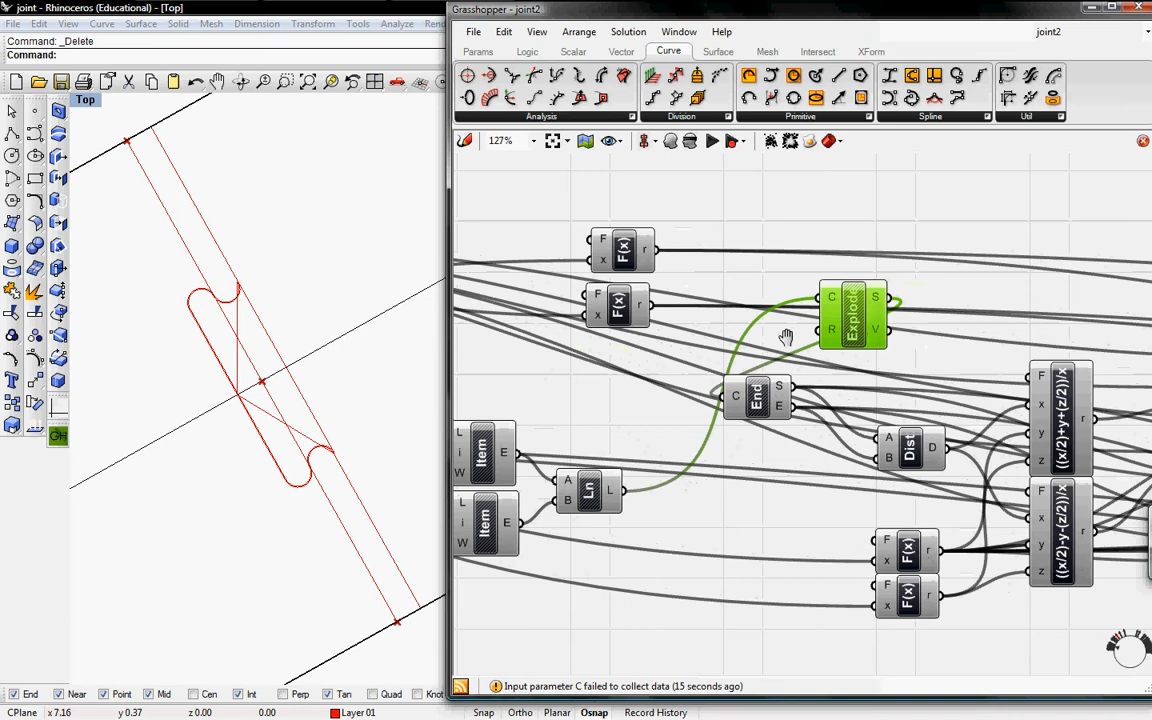 joint - Rhinoceros (Educational) - [Top]
File Edit View Curve Surface Solid Mesh Dimension Transform Tools Analyze
Command: _Delete
Command:
Top
Grasshopper - joint2
File Edit View Arrange Solution Window Help
joint2
Params Logic Scalar Vector Curve Surface Mesh Intersect XForm
Analysis Division Primitive Spline Util
127%
F x F(x) r
F x F(x) r
C R Explode S V
C End S E
L i W Item E
L i W Item E
A B Ln L
A B Dist D
F x y z ((x/2)+y+(z/2))/x r
F x y z ((x/2)-y-(z/2))/x r
F x F(x) r
F x F(x) r
GH
Input parameter C failed to collect data (15 seconds ago)
End Near Point Mid Cen Int Perp Tan Quad Knot
CPlane x 7.16 y 0.37 z 0.00 0.00 Layer 01 Snap Ortho Planar Osnap Record History